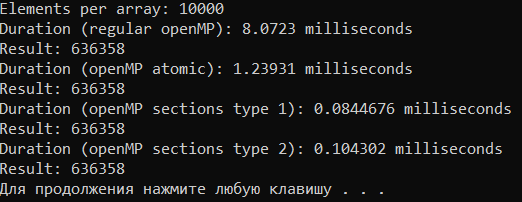 Elements per array: 10000
Duration (regular openMP): 8.0723 milliseconds
Result: 636358
Duration (openMP atomic): 1.23931 milliseconds
Result: 636358
Duration (openMP sections type 1): 0.0844676 milliseconds
Result: 636358
Duration (openMP sections type 2): 0.104302 milliseconds
Result: 636358
Для продолжения нажмите любую клавишу . . .